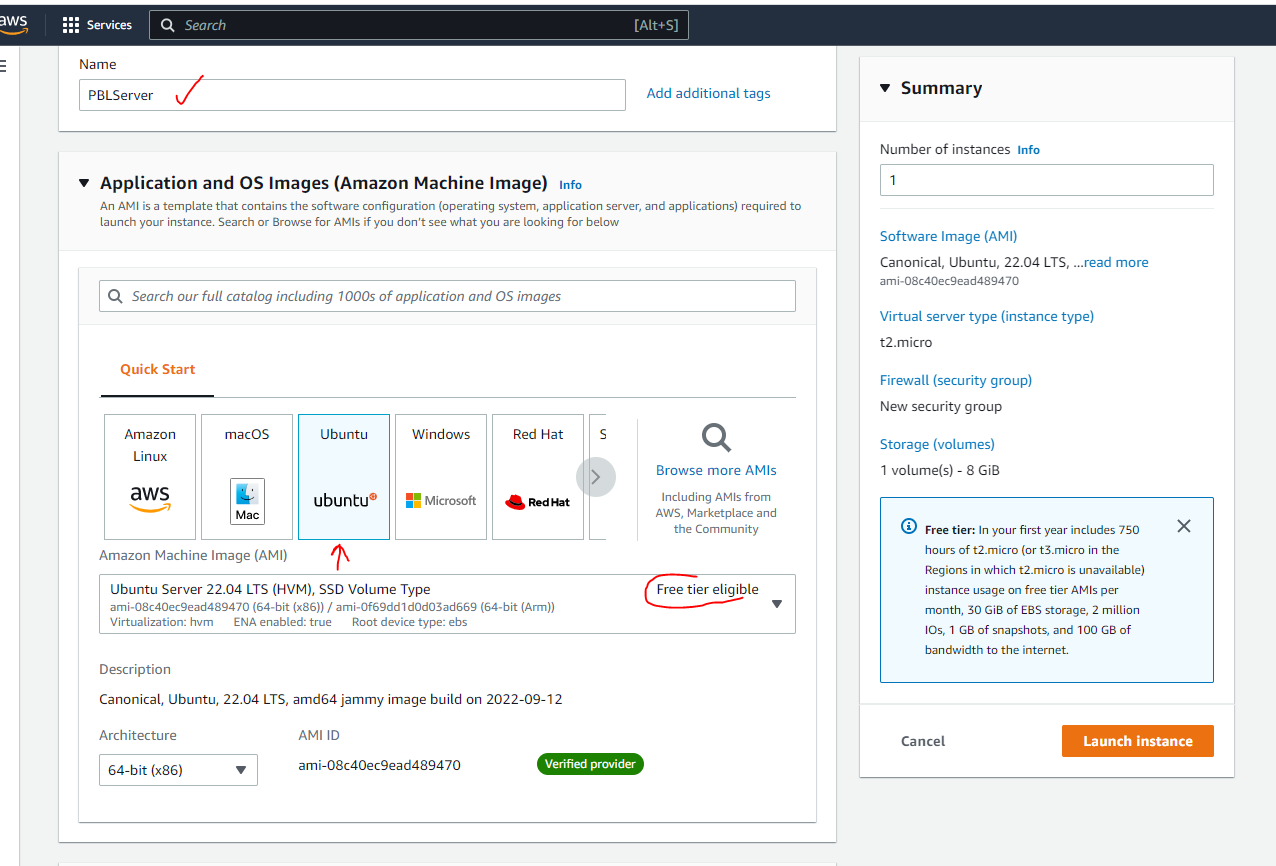 aws
Services
Search
[Alt+S]
Name
PBLServer
Add additional tags
Application and OS Images (Amazon Machine Image) Info
An AMI is a template that contains the software configuration (operating system, application server, and applications) required to
launch your instance. Search or Browse for AMIs if you don't see what you are looking for below
Search our full catalog including 1000s of application and OS images
Quick Start
Amazon
Linux
aws
macOS
Mac
Ubuntu
ubuntu
Windows
Microsoft
Red Hat
Red Hat
S
Browse more AMIs
Including AMIs from
AWS, Marketplace and
the Community
Amazon Machine Image (AMI)
Ubuntu Server 22.04 LTS (HVM), SSD Volume Type
Free tier eligible
ami-08c40ec9ead489470 (64-bit (x86)) / ami-0f69dd1d0d03ad669 (64-bit (Arm))
Virtualization: hvm ENA enabled: true Root device type: ebs
Description
Canonical, Ubuntu, 22.04 LTS, amd64 jammy image build on 2022-09-12
Architecture
64-bit (x86)
AMI ID
ami-08c40ec9ead489470
Verified provider
Summary
Number of instances Info
1
Software Image (AMI)
Canonical, Ubuntu, 22.04 LTS, ...read more
ami-08c40ec9ead489470
Virtual server type (instance type)
t2.micro
Firewall (security group)
New security group
Storage (volumes)
1 volume(s) - 8 GiB
Free tier: In your first year includes 750
hours of t2.micro (or t3.micro in the
Regions in which t2.micro is unavailable)
instance usage on free tier AMIs per
month, 30 GiB of EBS storage, 2 million
IOs, 1 GB of snapshots, and 100 GB of
bandwidth to the internet.
Cancel
Launch instance